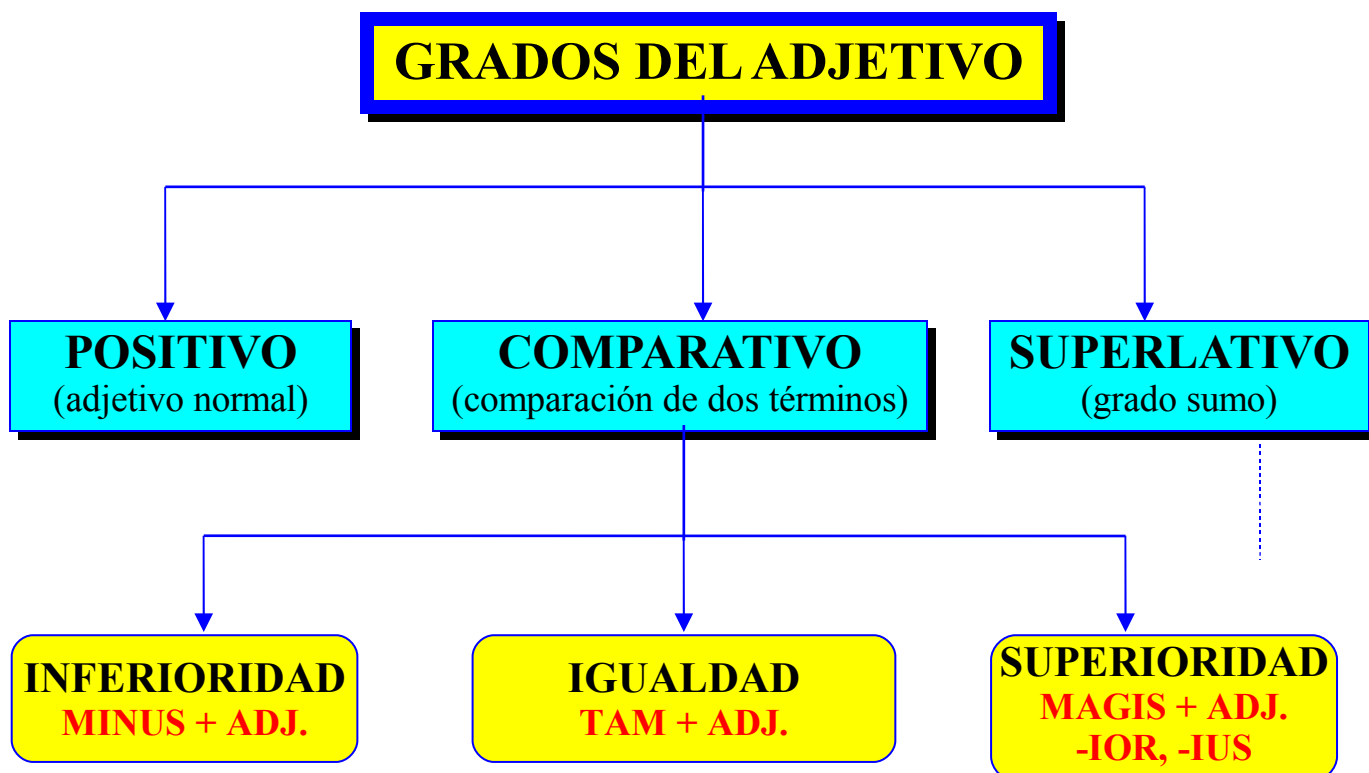 GRADOS DEL ADJETIVO
POSITIVO
(adjetivo normal)
COMPARATIVO
(comparación de dos términos)
SUPERLATIVO
(grado sumo)
INFERIORIDAD
MINUS + ADJ.
IGUALDAD
TAM + ADJ.
SUPERIORIDAD
MAGIS + ADJ.
-IOR, -IUS